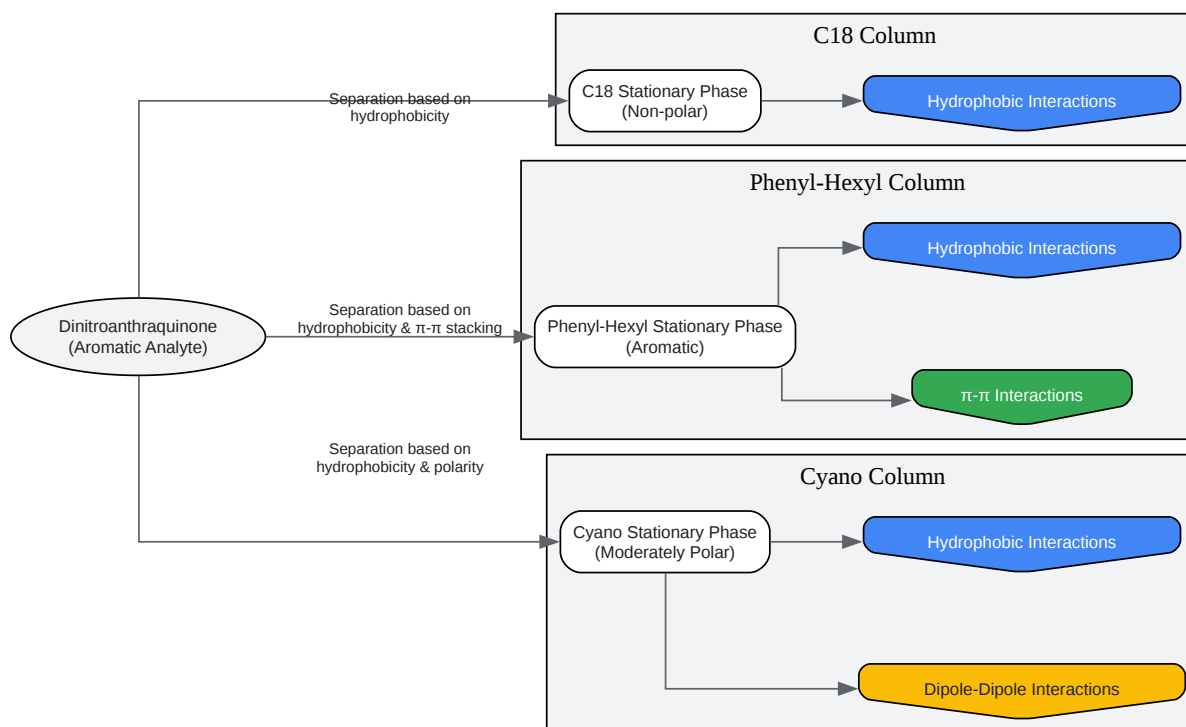 C18 Column
Separation based on
hydrophobicity
C18 Stationary Phase
(Non-polar)
Hydrophobic Interactions
Phenyl-Hexyl Column
Hydrophobic Interactions
Dinitroanthraquinone
(Aromatic Analyte)
Separation based on
hydrophobicity & π-π stacking
Phenyl-Hexyl Stationary Phase
(Aromatic)
π-π Interactions
Separation based on
hydrophobicity & polarity
Cyano Column
Cyano Stationary Phase
(Moderately Polar)
Hydrophobic Interactions
Dipole-Dipole Interactions